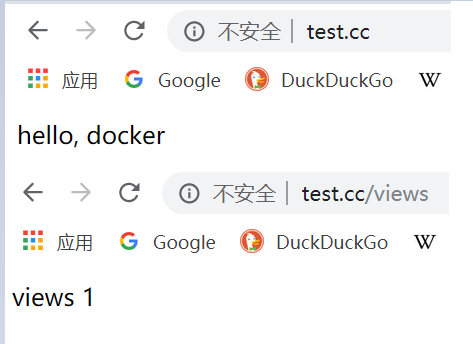 不安全 test.cc
应用 Google DuckDuckGo W
hello, docker
不安全 test.cc/views
应用 Google DuckDuckGo W
views 1